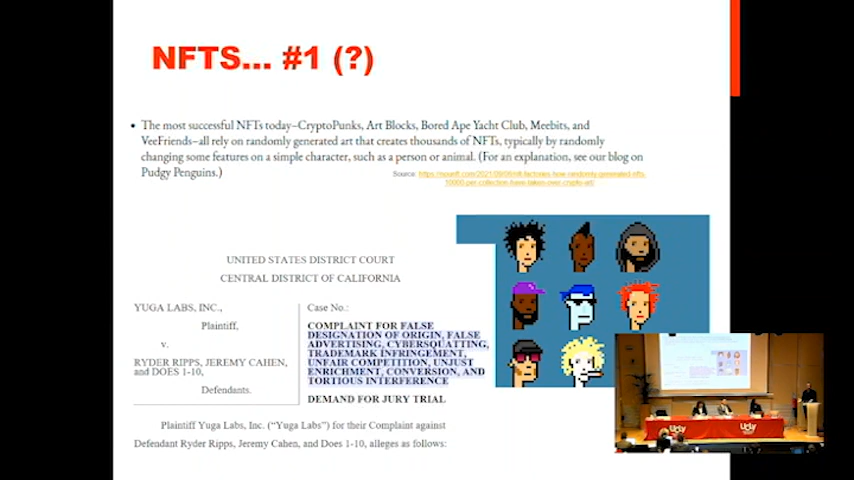 NFTS... #1 (?)
• The most successful NFTs today–CryptoPunks, Art Blocks, Bored Ape Yacht Club, Meebits, and
VeeFriends–all rely on randomly generated art that creates thousands of NFTs, typically by randomly
changing some features on a simple character, such as a person or animal. (For an explanation, see our blog on
Pudgy Penguins.)
Source:
UNITED STATES DISTRICT COURT
CENTRAL DISTRICT OF CALIFORNIA
YUGA LABS, INC.,
Plaintiff,
v.
RYDER RIPPS, JEREMY CAHEN,
and DOES 1-10,
Defendants.
Case No.:
COMPLAINT FOR FALSE
DESIGNATION OF ORIGIN, FALSE
ADVERTISING, CYBERSQUATTING,
TRADEMARK INFRINGEMENT,
UNFAIR COMPETITION, UNJUST
ENRICHMENT, CONVERSION, AND
TORTIOUS INTERFERENCE
DEMAND FOR JURY TRIAL
Plaintiff Yuga Labs, Inc. (“Yuga Labs”) for their Complaint against
Defendant Ryder Ripps, Jeremy Cahen, and Does 1-10, alleges as follows: